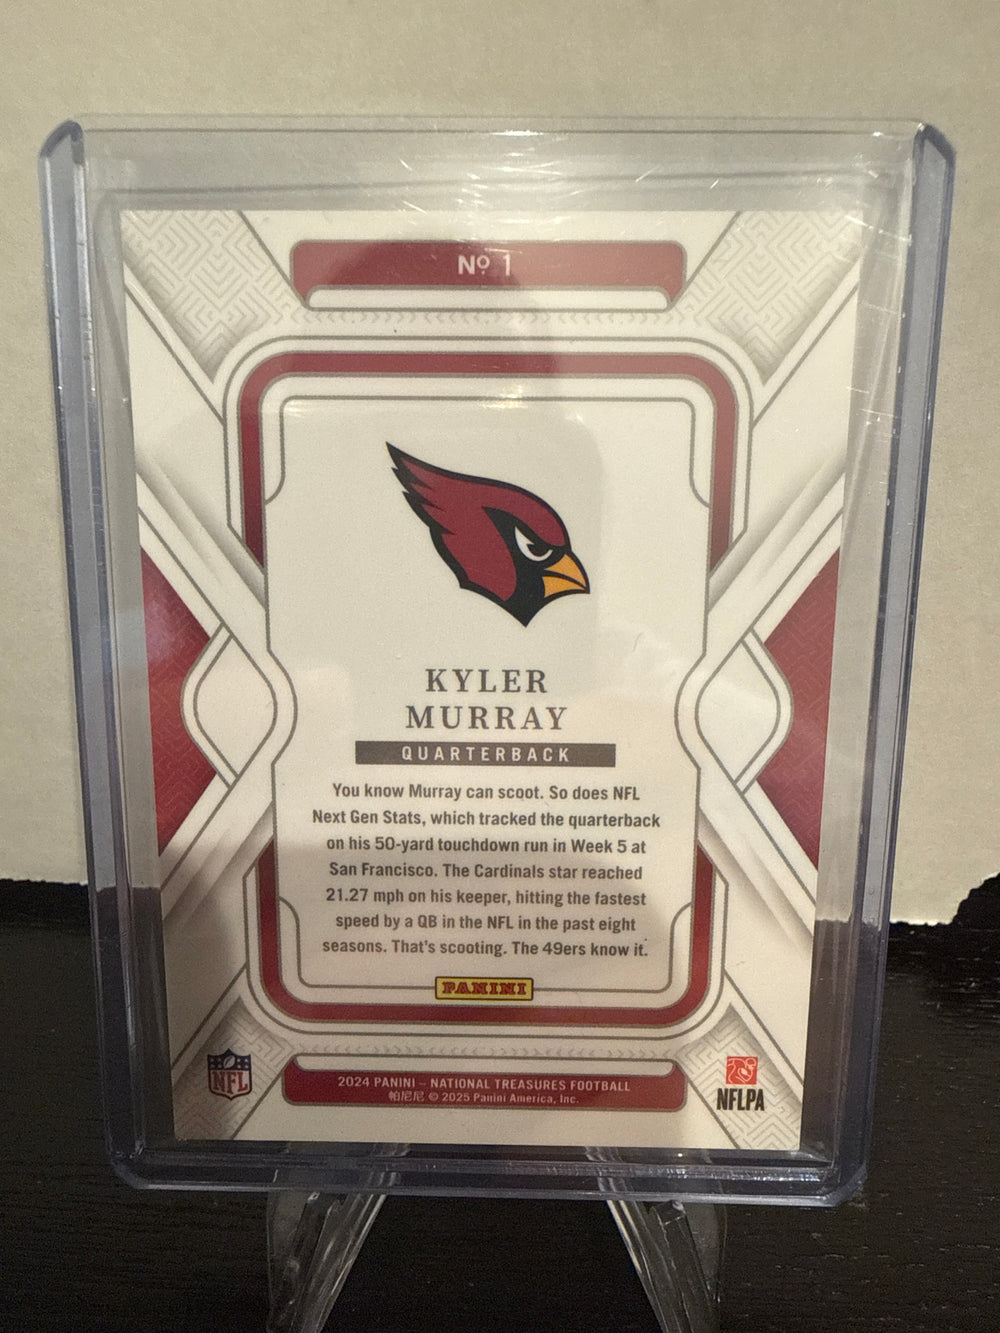 Nº 1
KYLER
MURRAY
QUARTERBACK
You know Murray can scoot. So does NFL
Next Gen Stats, which tracked the quarterback
on his 50-yard touchdown run in Week 5 at
San Francisco. The Cardinals star reached
21.27 mph on his keeper, hitting the fastest
speed by a QB in the NFL in the past eight
seasons. That's scooting. The 49ers know it.
PANINI
NFL
2024 PANINI – NATIONAL TREASURES FOOTBALL
帕尼尼 © 2025 Panini America, Inc.
NFLPA